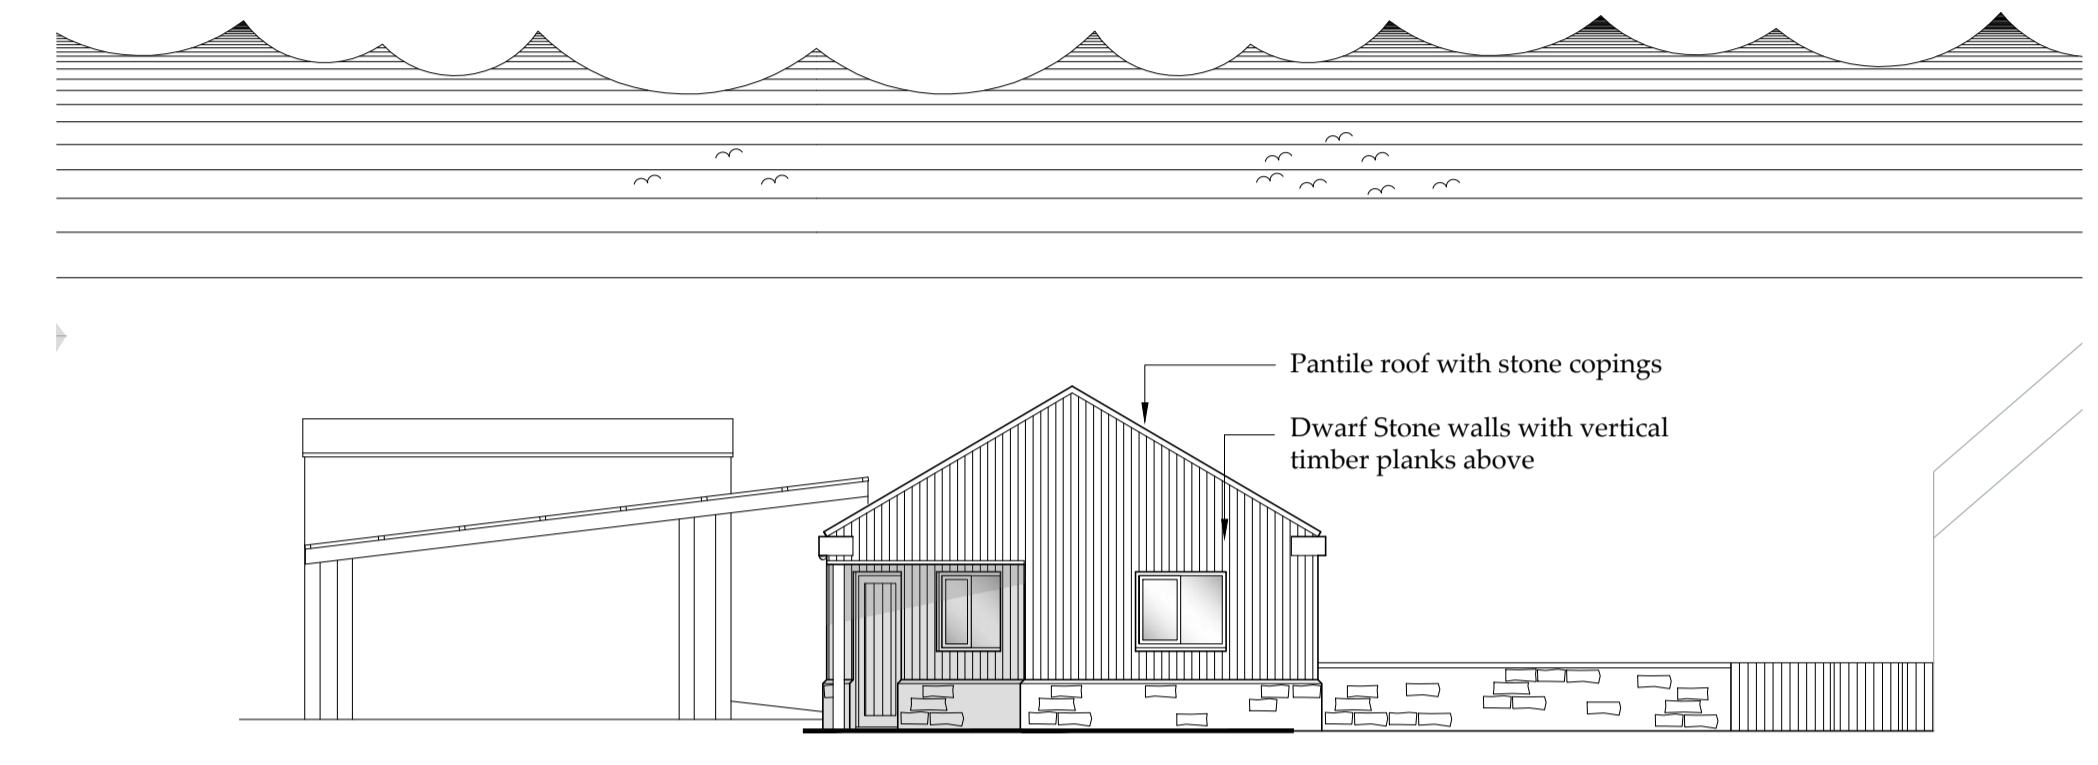 Pantile roof with stone copings
Dwarf Stone walls with vertical
timber planks above